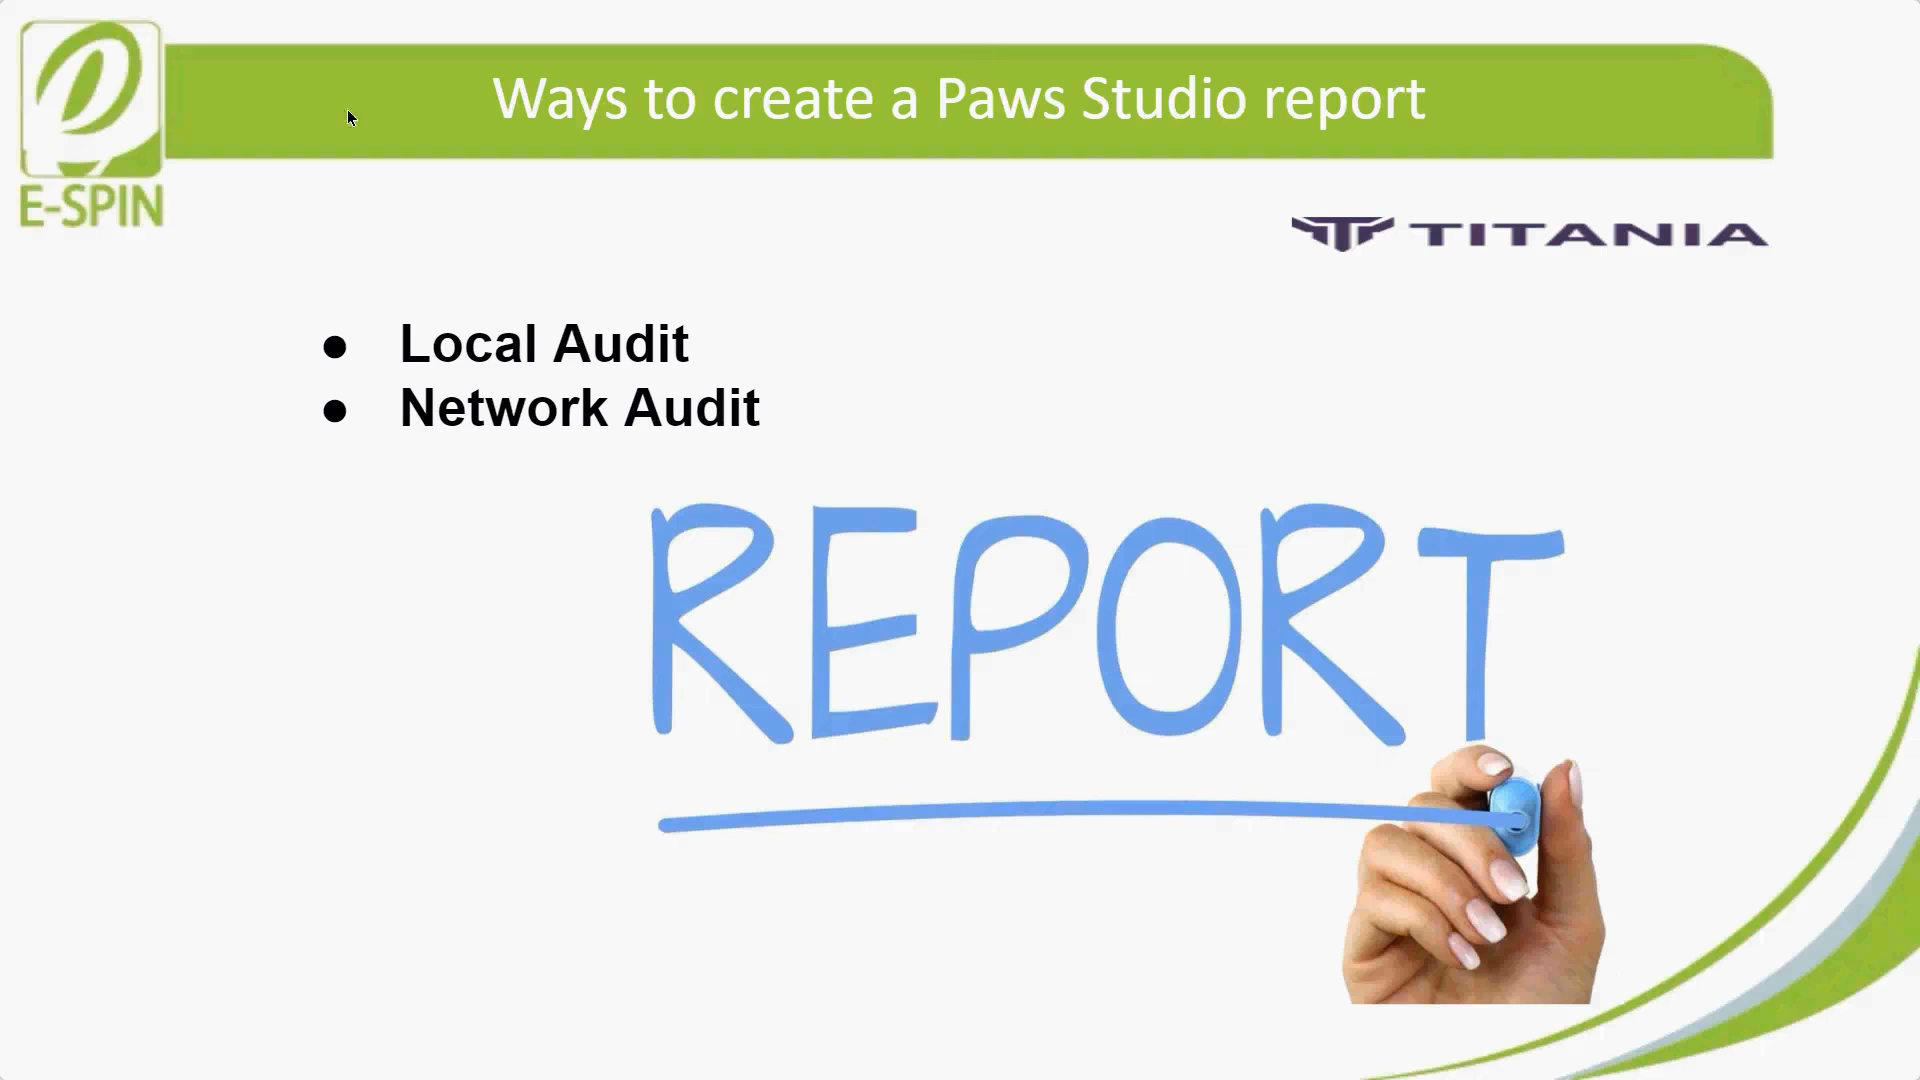 Ways to create a Paws Studio report
E-SPIN
TITANIA
● Local Audit
● Network Audit
REPORT